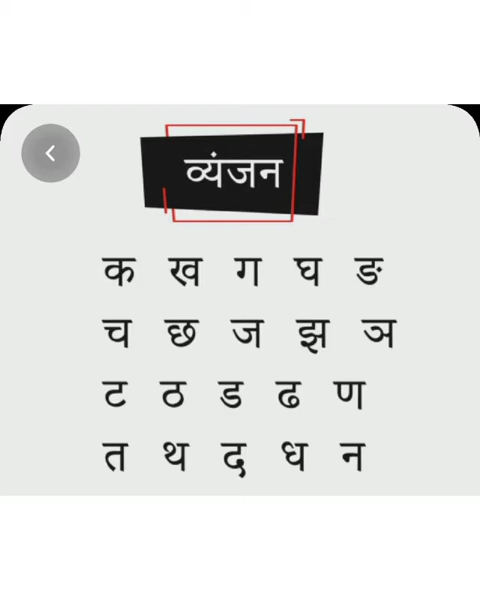 व्यंजन
क ख ग घ ङ
च छ ज झ ञ
ट ठ ड ढ ण
त थ द ध न